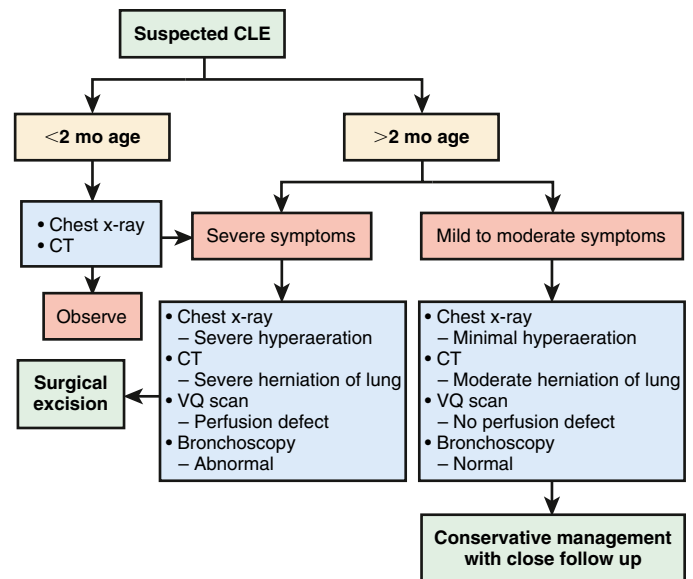 Suspected CLE
<2 mo age
>2 mo age
• Chest x-ray
• CT
Severe symptoms
Mild to moderate symptoms
Observe
• Chest x-ray
– Severe hyperaeration
• CT
– Severe herniation of lung
• VQ scan
– Perfusion defect
• Bronchoscopy
– Abnormal
• Chest x-ray
– Minimal hyperaeration
• CT
– Moderate herniation of lung
• VQ scan
– No perfusion defect
• Bronchoscopy
– Normal
Surgical
excision
Conservative management
with close follow up